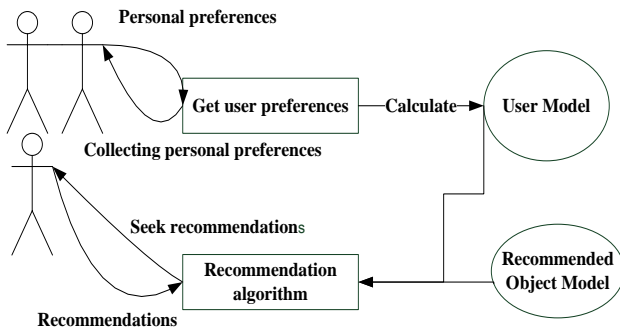 Personal preferences
Get user preferences
Calculate
User Model
Collecting personal preferences
Seek recommendations
Recommendation
algorithm
Recommended
Object Model
Recommendations